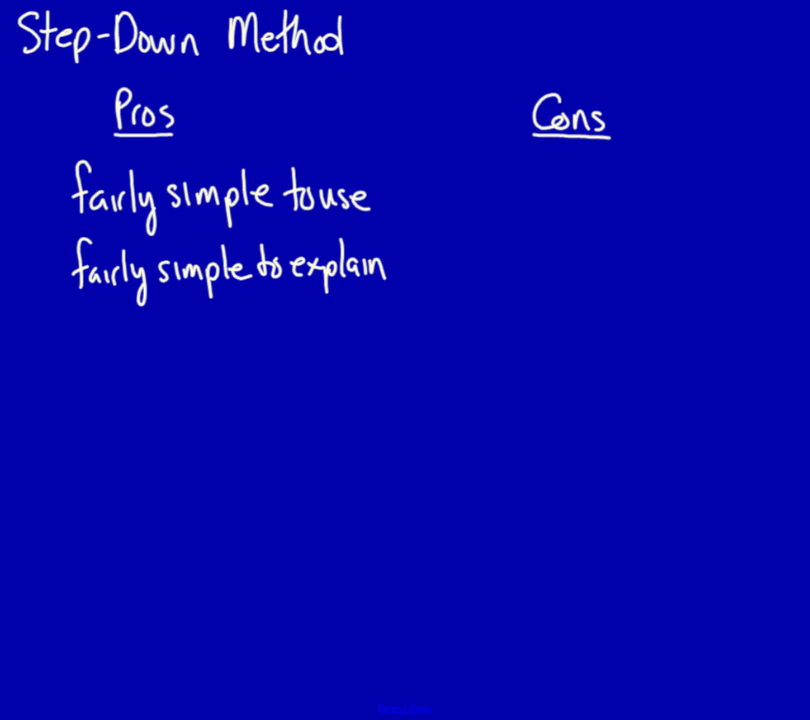 Step-Down Method
Pros
Cons
fairly simple to use
fairly simple to explain